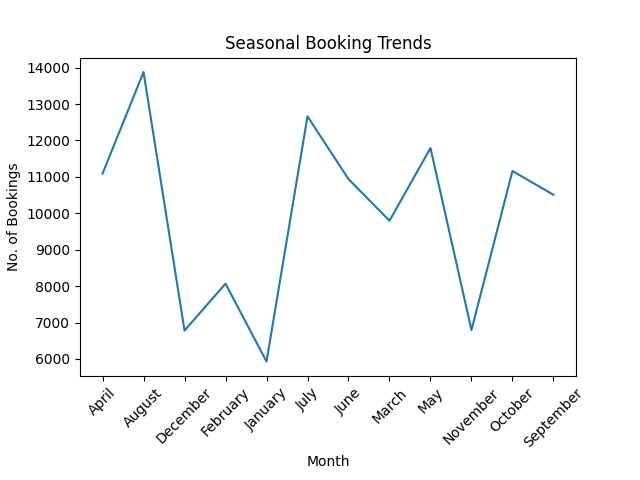 Seasonal Booking Trends
14000
13000
12000
11000
10000
9000
8000
7000
6000
No. of Bookings
April
August
December
February
January
July
June
March
May
November
October
September
Month